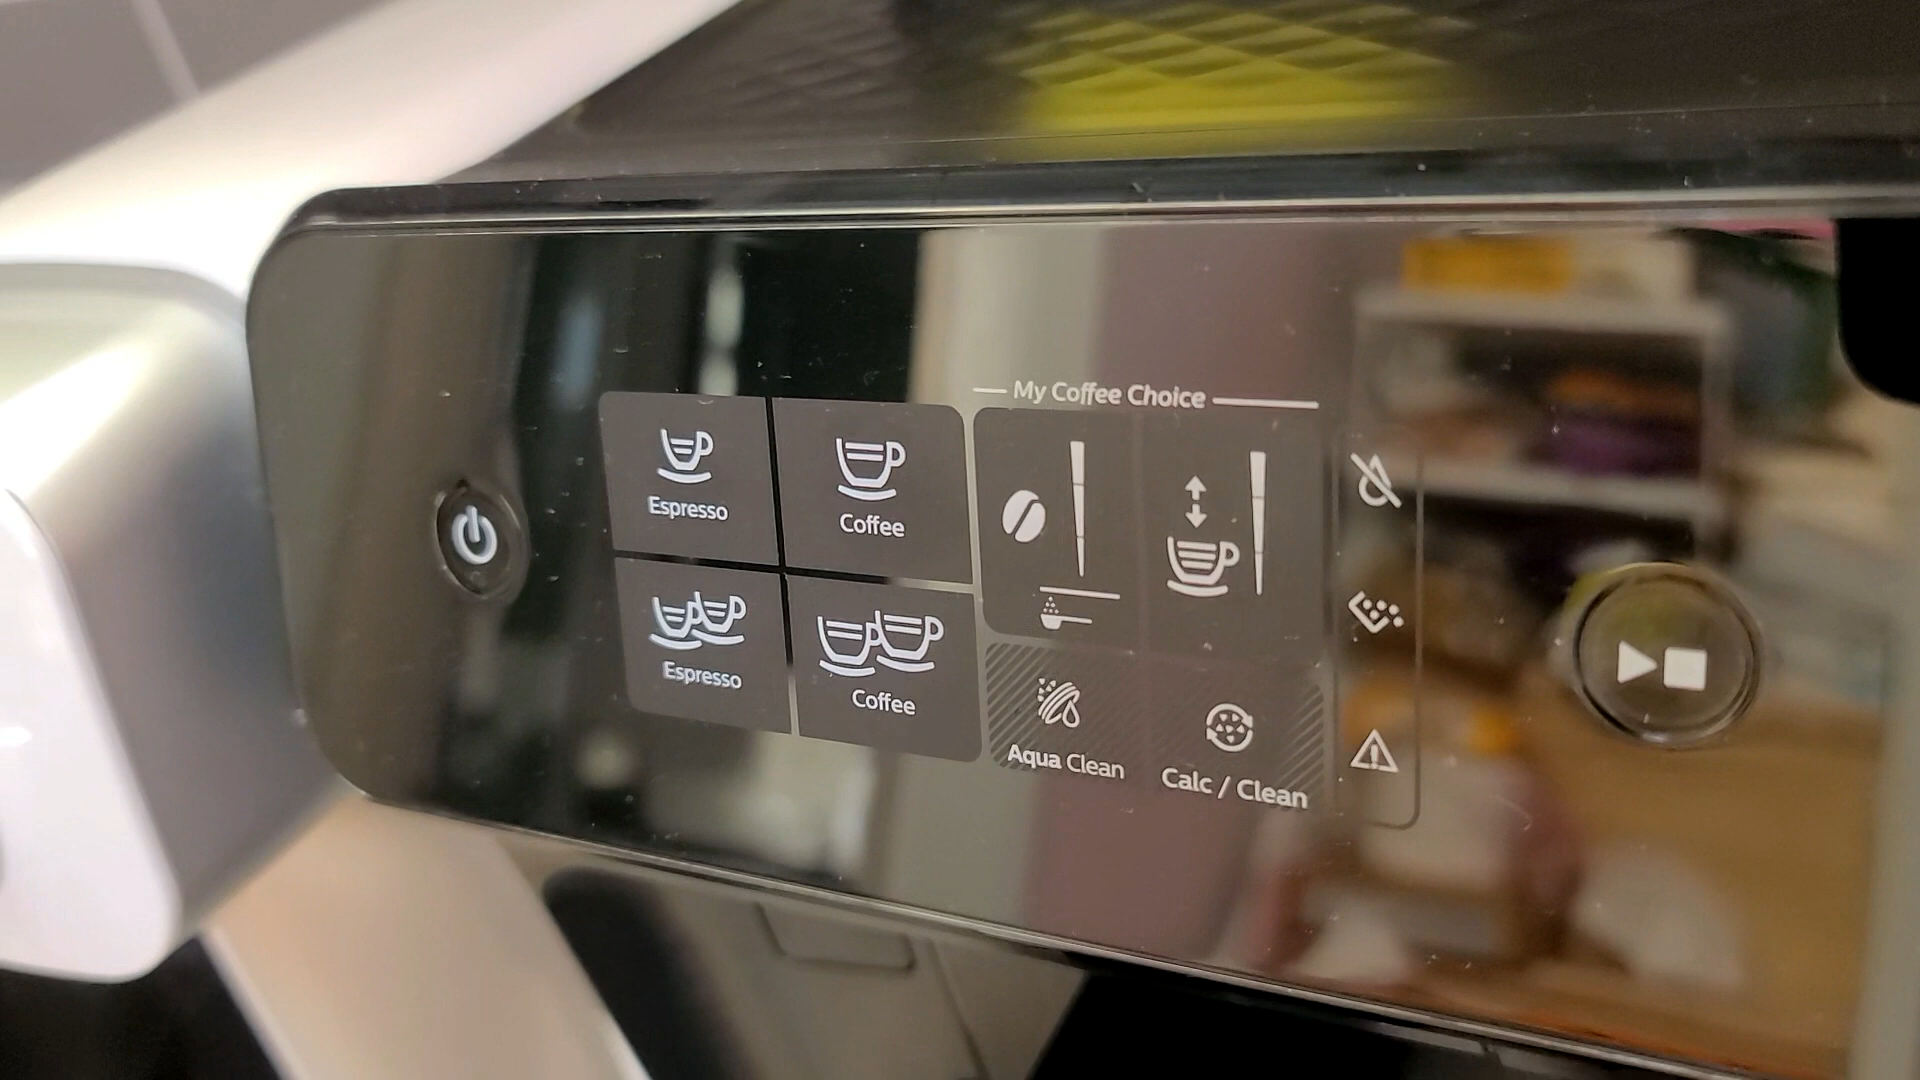 My Coffee Choice
Espresso
Coffee
Espresso
Coffee
Aqua Clean
Calc / Clean